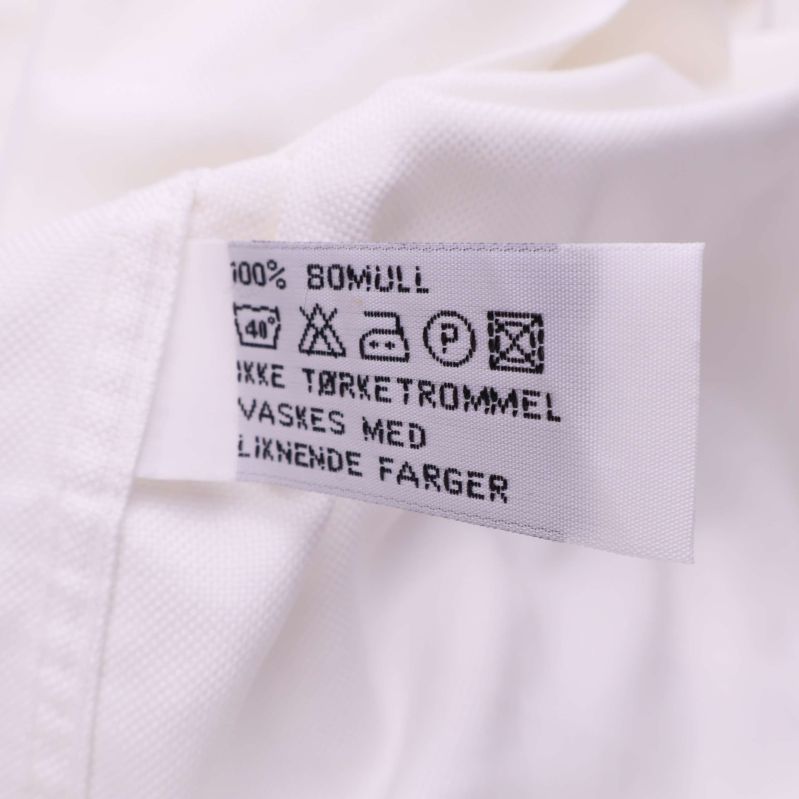 100% BOMULL
40° P
IKKE TØRKETROMMEL
VASKES MED
LIKNENDE FARGER